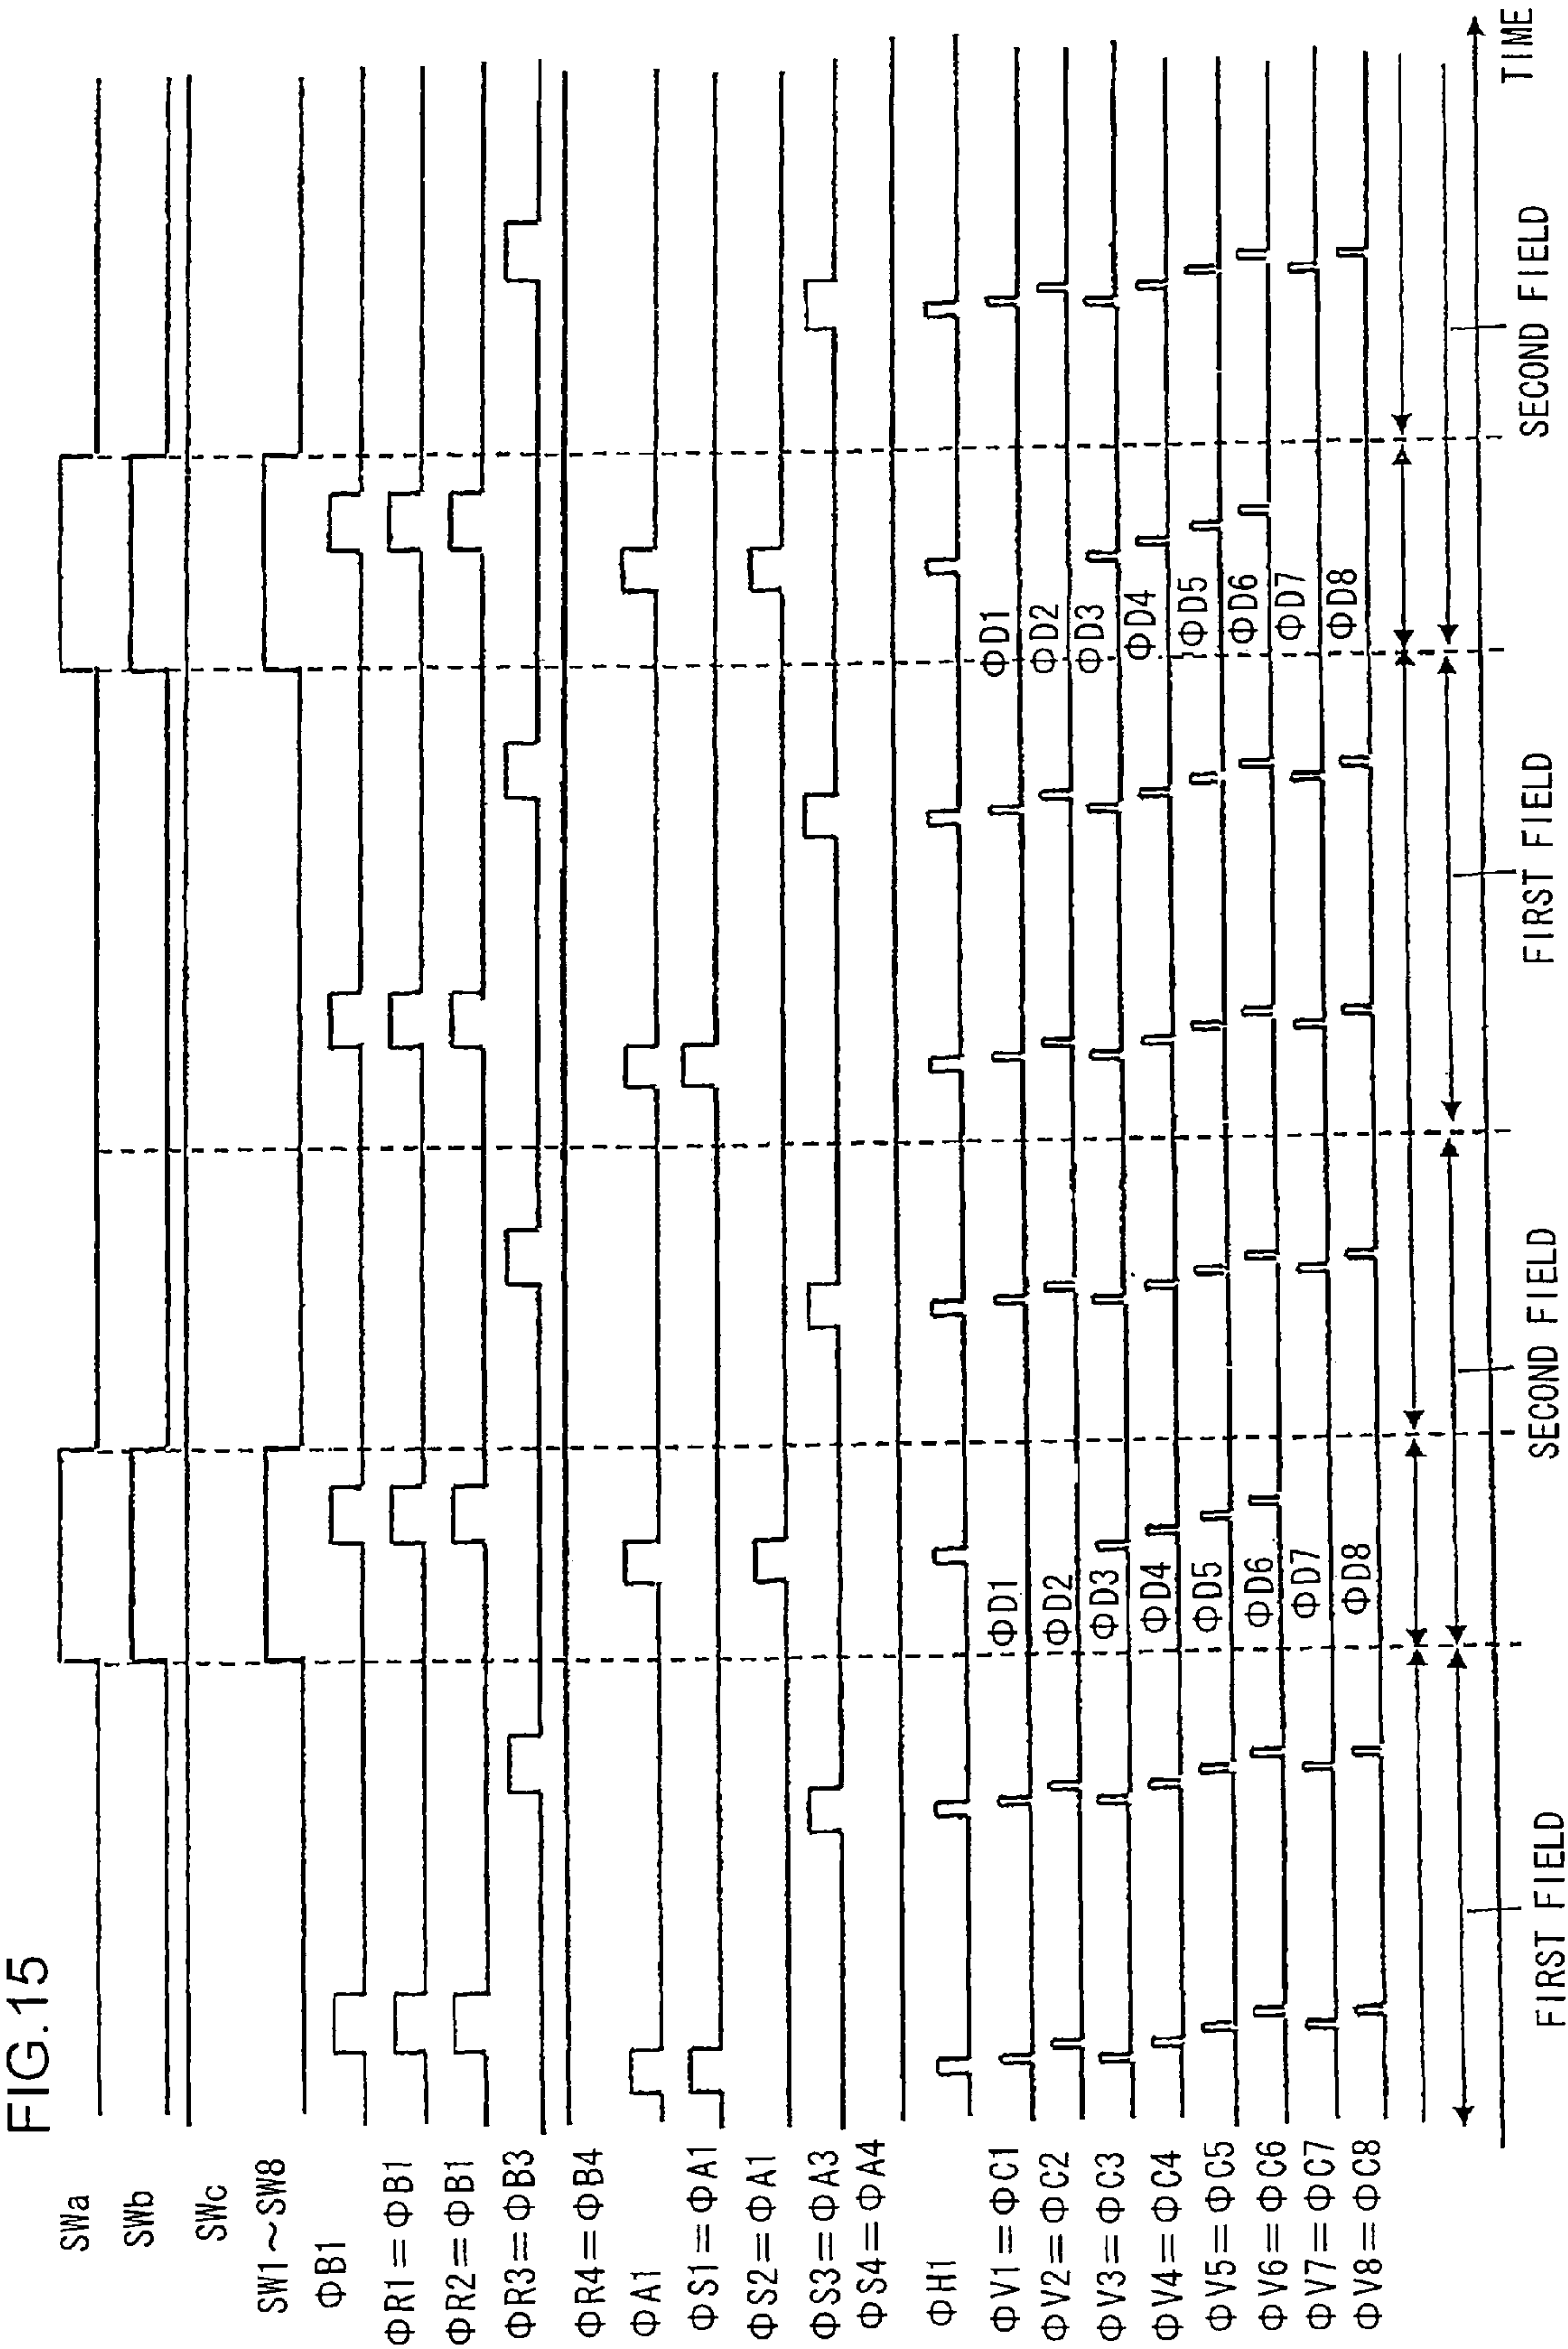 FIG.15
SWa
SWb
SWc
SW1~SW8
ΦB1
ΦR1=ΦB1
ΦR2=ΦB1
ΦR3=ΦB3
ΦR4=ΦB4
ΦA1
ΦS1=ΦA1
ΦS2=ΦA1
ΦS3=ΦA3
ΦS4=ΦA4
ΦH1
ΦV1=ΦC1
ΦV2=ΦC2
ΦV3=ΦC3
ΦV4=ΦC4
ΦV5=ΦC5
ΦV6=ΦC6
ΦV7=ΦC7
ΦV8=ΦC8
ΦD1
ΦD2
ΦD3
ΦD4
ΦD5
ΦD6
ΦD7
ΦD8
ΦD1
ΦD2
ΦD3
ΦD4
ΦD5
ΦD6
ΦD7
ΦD8
FIRST FIELD
SECOND FIELD
FIRST FIELD
SECOND FIELD
TIME